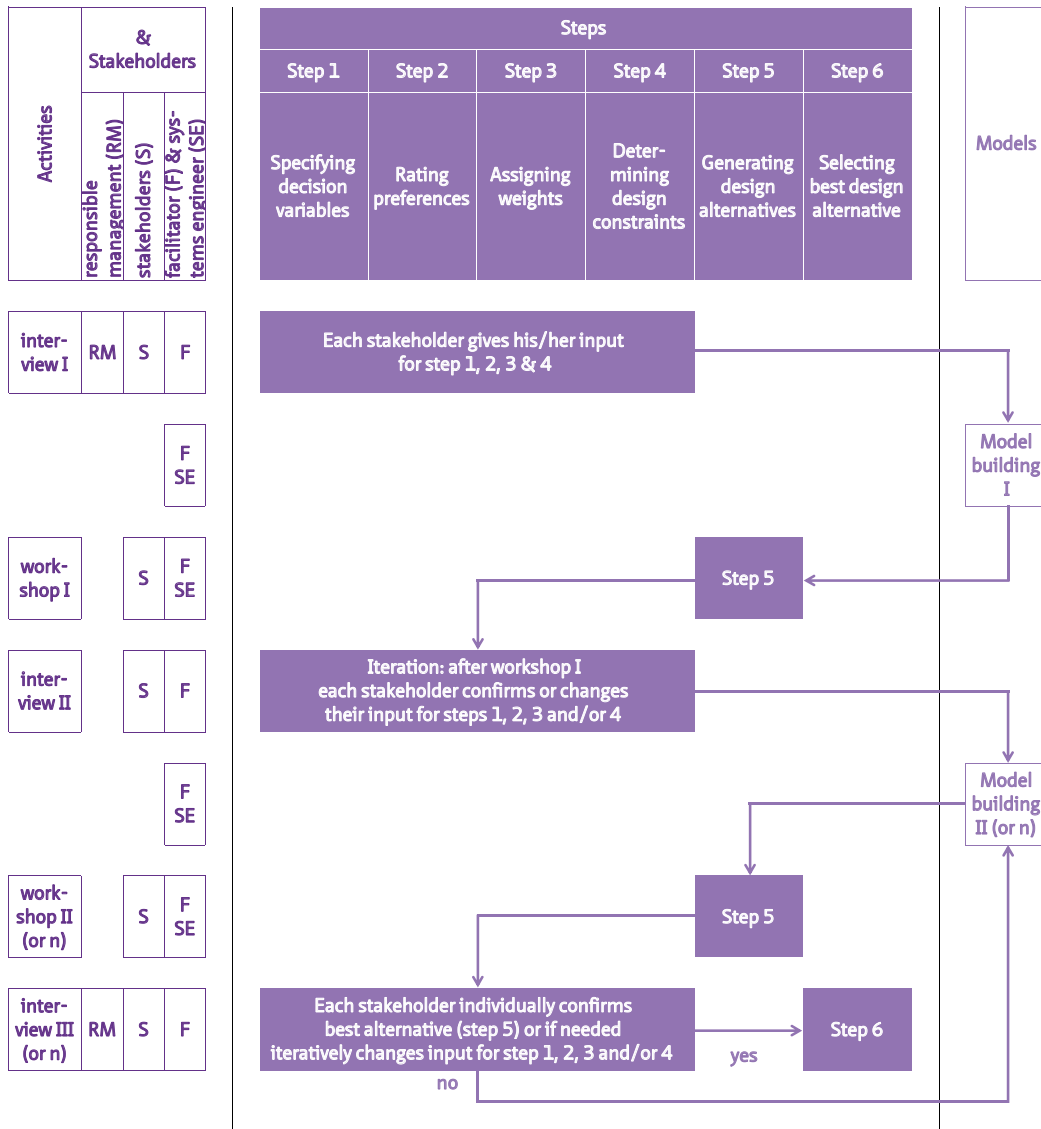 Activities
&
Stakeholders
responsible
management (RM)
stakeholders (S)
facilitator (F) & sys-
tems engineer (SE)
Steps
Step 1
Step 2
Step 3
Step 4
Step 5
Step 6
Specifying
decision
variables
Rating
preferences
Assigning
weights
Deter-
mining
design
constraints
Generating
design
alternatives
Selecting
best design
alternative
Models
inter-
view I
RM
S
F
Each stakeholder gives his/her input
for step 1, 2, 3 & 4
F
SE
Model
building
I
work-
shop I
S
F
SE
Step 5
inter-
view II
S
F
Iteration: after workshop I
each stakeholder confirms or changes
their input for steps 1, 2, 3 and/or 4
F
SE
Model
building
II (or n)
work-
shop II
(or n)
S
F
SE
Step 5
inter-
view III
(or n)
RM
S
F
Each stakeholder individually confirms
best alternative (step 5) or if needed
iteratively changes input for step 1, 2, 3 and/or 4
yes
Step 6
no